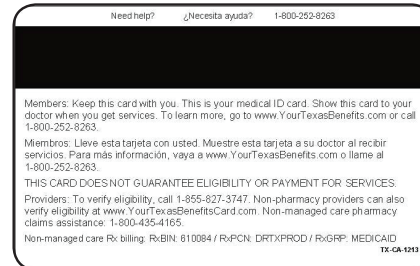 Need help? ¿Necesita ayuda? 1-800-252-8263
Members: Keep this card with you. This is your medical ID card. Show this card to your
doctor when you get services. To learn more, go to www.YourTexasBenefits.com or call
1-800-252-8263.
Miembros: Lleve esta tarjeta con usted. Muestre esta tarjeta a su doctor al recibir
servicios. Para más información, vaya a www.YourTexasBenefits.com o llame al
1-800-252-8263.
THIS CARD DOES NOT GUARANTEE ELIGIBILITY OR PAYMENT FOR SERVICES.
Providers: To verify eligibility, call 1-855-827-3747. Non-pharmacy providers can also
verify eligibility at www.YourTexasBenefitsCard.com. Non-managed care pharmacy
claims assistance: 1-800-435-4165.
Non-managed care Rx billing: RxBIN: 610084 / RxPCN: DRTXPROD / RxGRP: MEDICAID
TX-CA-1213